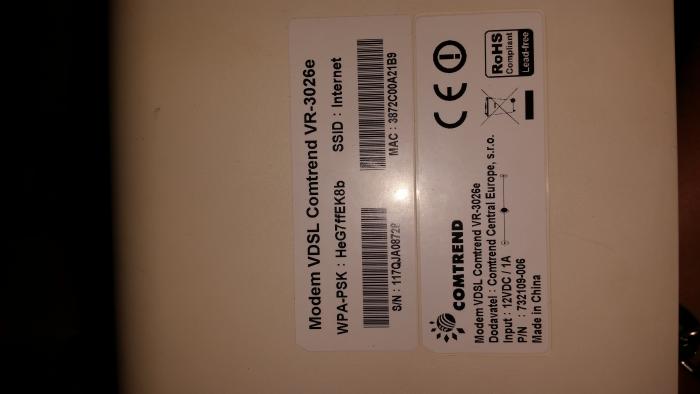 Modem VDSL Comtrend VR-3026e
WPA-PSK : HeG7ffEK8b SSID : Internet
S/N : 117QJA0872P MAC : 3872C00A21B9
COMTREND
Modem VDSL Comtrend VR-3026e
Dodavatel : Comtrend Central Europe, s.r.o.
Input : 12VDC / 1A
P/N : 732109-006
Made in China
CE
RoHS
Compliant
Lead-free